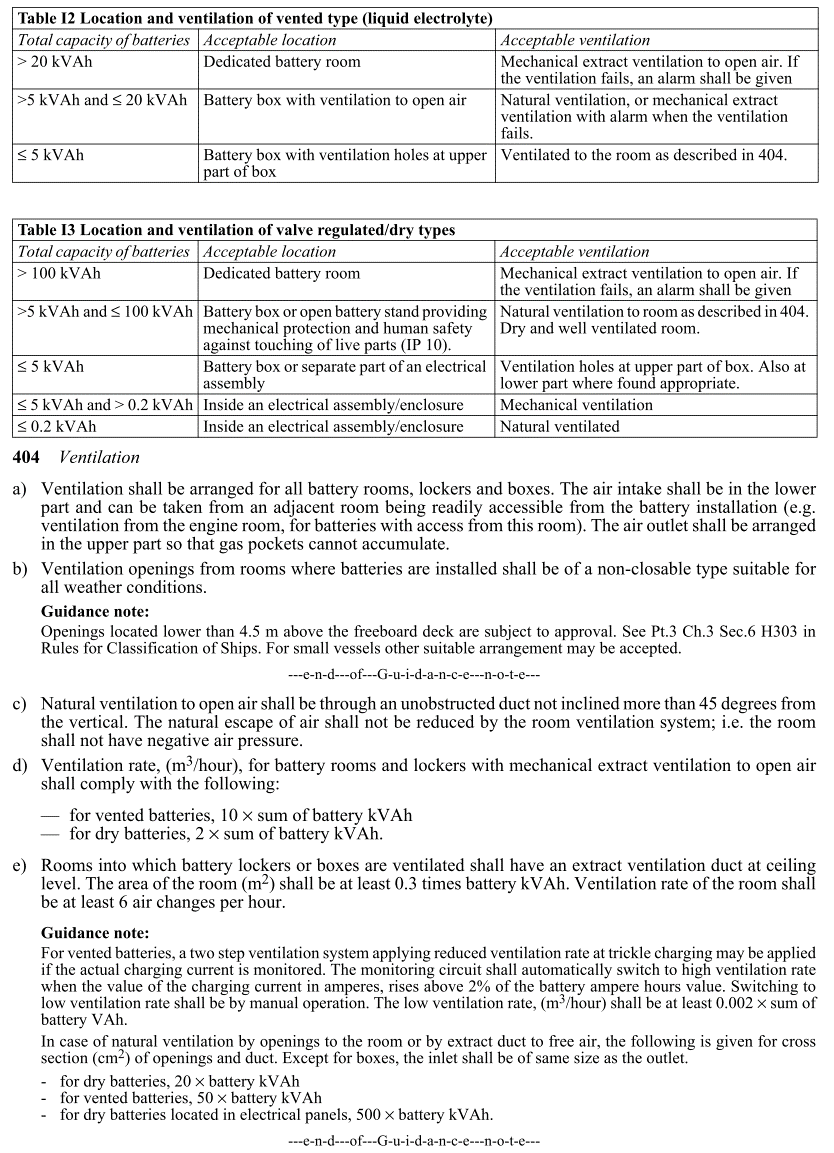 Table I2 Location and ventilation of vented type (liquid electrolyte)
Total capacity of batteries Acceptable location Acceptable ventilation
> 20 kVAh Dedicated battery room Mechanical extract ventilation to open air. If
the ventilation fails, an alarm shall be given
>5 kVAh and ≤ 20 kVAh Battery box with ventilation to open air Natural ventilation, or mechanical extract
ventilation with alarm when the ventilation
fails.
≤ 5 kVAh Battery box with ventilation holes at upper Ventilated to the room as described in 404.
part of box
Table I3 Location and ventilation of valve regulated/dry types
Total capacity of batteries Acceptable location Acceptable ventilation
> 100 kVAh Dedicated battery room Mechanical extract ventilation to open air. If
the ventilation fails, an alarm shall be given
>5 kVAh and ≤ 100 kVAh Battery box or open battery stand providing Natural ventilation to room as described in 404.
mechanical protection and human safety Dry and well ventilated room.
against touching of live parts (IP 10).
≤ 5 kVAh Battery box or separate part of an electrical Ventilation holes at upper part of box. Also at
assembly lower part where found appropriate.
≤ 5 kVAh and > 0.2 kVAh Inside an electrical assembly/enclosure Mechanical ventilation
≤ 0.2 kVAh Inside an electrical assembly/enclosure Natural ventilated
404 Ventilation
a) Ventilation shall be arranged for all battery rooms, lockers and boxes. The air intake shall be in the lower
part and can be taken from an adjacent room being readily accessible from the battery installation (e.g.
ventilation from the engine room, for batteries with access from this room). The air outlet shall be arranged
in the upper part so that gas pockets cannot accumulate.
b) Ventilation openings from rooms where batteries are installed shall be of a non-closable type suitable for
all weather conditions.
Guidance note:
Openings located lower than 4.5 m above the freeboard deck are subject to approval. See Pt.3 Ch.3 Sec.6 H303 in
Rules for Classification of Ships. For small vessels other suitable arrangement may be accepted.
---e-n-d---of---G-u-i-d-a-n-c-e---n-o-t-e---
c) Natural ventilation to open air shall be through an unobstructed duct not inclined more than 45 degrees from
the vertical. The natural escape of air shall not be reduced by the room ventilation system; i.e. the room
shall not have negative air pressure.
d) Ventilation rate, (m³/hour), for battery rooms and lockers with mechanical extract ventilation to open air
shall comply with the following:
— for vented batteries, 10 × sum of battery kVAh
— for dry batteries, 2 × sum of battery kVAh.
e) Rooms into which battery lockers or boxes are ventilated shall have an extract ventilation duct at ceiling
level. The area of the room (m²) shall be at least 0.3 times battery kVAh. Ventilation rate of the room shall
be at least 6 air changes per hour.
Guidance note:
For vented batteries, a two step ventilation system applying reduced ventilation rate at trickle charging may be applied
if the actual charging current is monitored. The monitoring circuit shall automatically switch to high ventilation rate
when the value of the charging current in amperes, rises above 2% of the battery ampere hours value. Switching to
low ventilation rate shall be by manual operation. The low ventilation rate, (m³/hour) shall be at least 0.002 × sum of
battery VAh.
In case of natural ventilation by openings to the room or by extract duct to free air, the following is given for cross
section (cm²) of openings and duct. Except for boxes, the inlet shall be of same size as the outlet.
- for dry batteries, 20 × battery kVAh
- for vented batteries, 50 × battery kVAh
- for dry batteries located in electrical panels, 500 × battery kVAh.
---e-n-d---of---G-u-i-d-a-n-c-e---n-o-t-e---